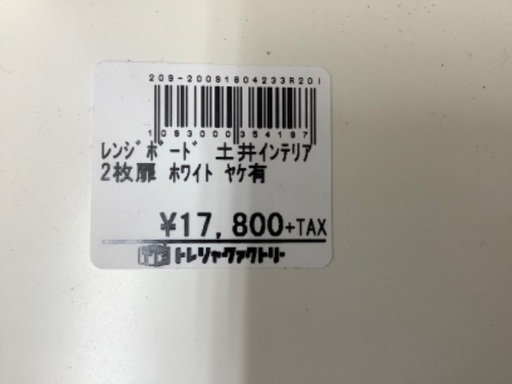 209-20091804233R20I
1093000354197
ﾚﾝｼﾞﾎﾞｰﾄﾞ 土井ｲﾝﾃﾘｱ
2枚扉 ﾎﾜｲﾄ ﾔｹ有
¥17,800+TAX
トレジャーファクトリー